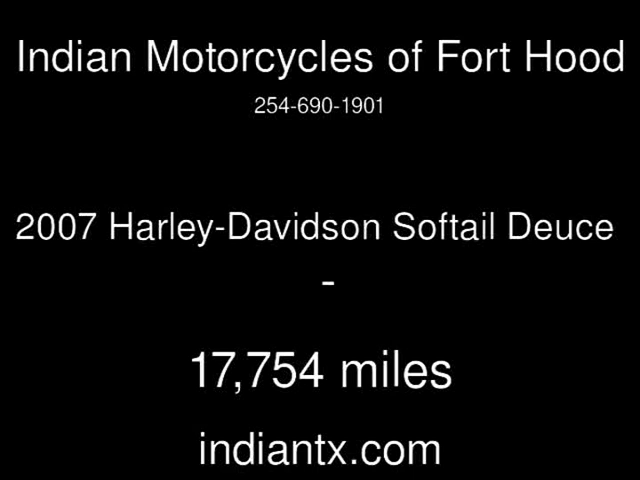 Indian Motorcycles of Fort Hood
254-690-1901
2007 Harley-Davidson Softail Deuce
-
17,754 miles
indiantx.com